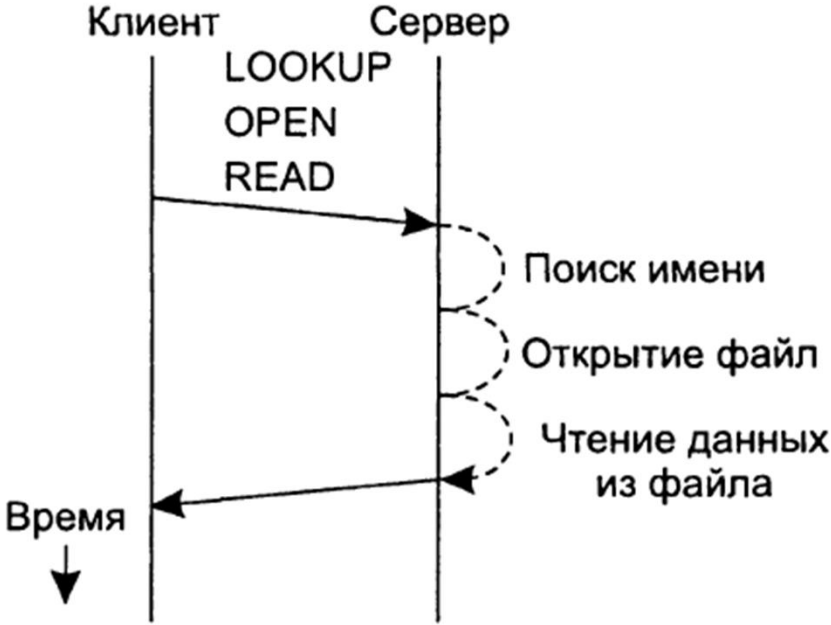 Клиент
Сервер
LOOKUP
OPEN
READ
Поиск имени
Открытие файл
Чтение данных
из файла
Время